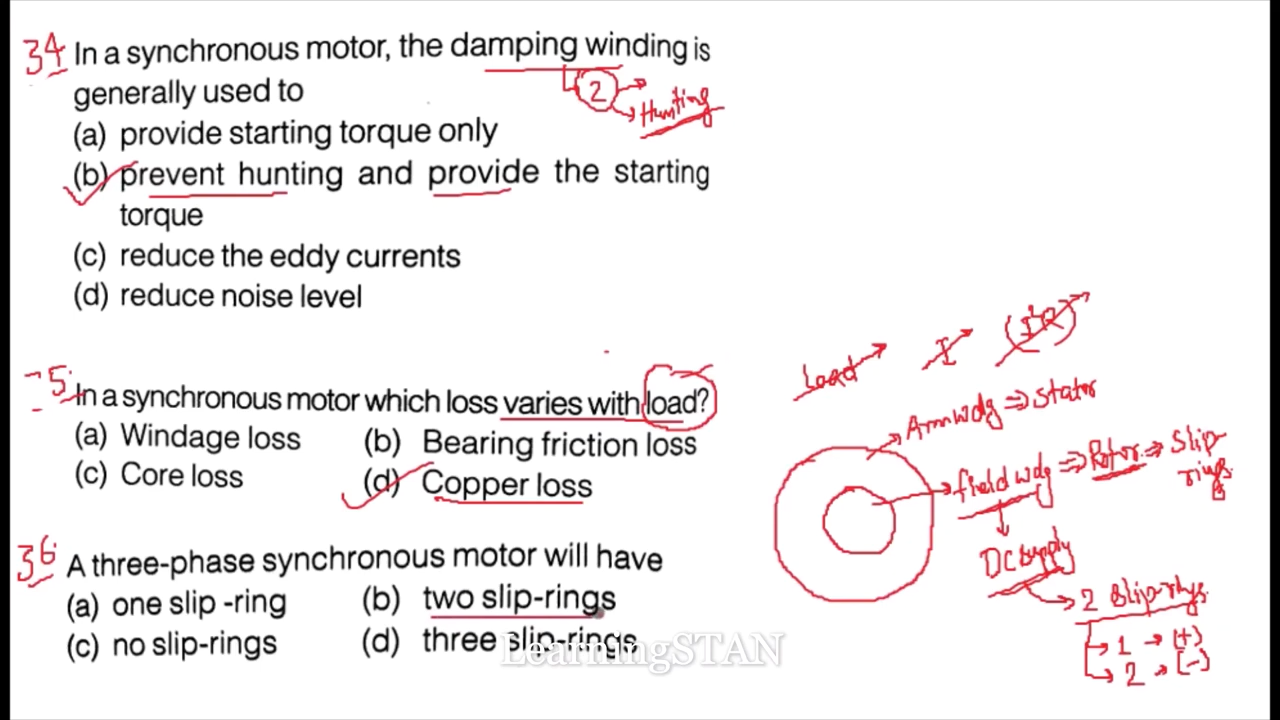 34 In a synchronous motor, the damping winding is
generally used to
2
Hunting
(a) provide starting torque only
(b) prevent hunting and provide the starting
torque
(c) reduce the eddy currents
(d) reduce noise level
Load I (I²R)
In a synchronous motor which loss varies with load?
(a) Windage loss (b) Bearing friction loss
(c) Core loss (d) Copper loss
Arm wdg ⇒ Stator
field wdg ⇒ Rotor ⇒ Slip-
rings
DC supply
2 Slip-rings
1 → (+)
2 → (-)
36 A three-phase synchronous motor will have
(a) one slip -ring (b) two slip-rings
(c) no slip-rings (d) three slip-rings
LearningSTAN